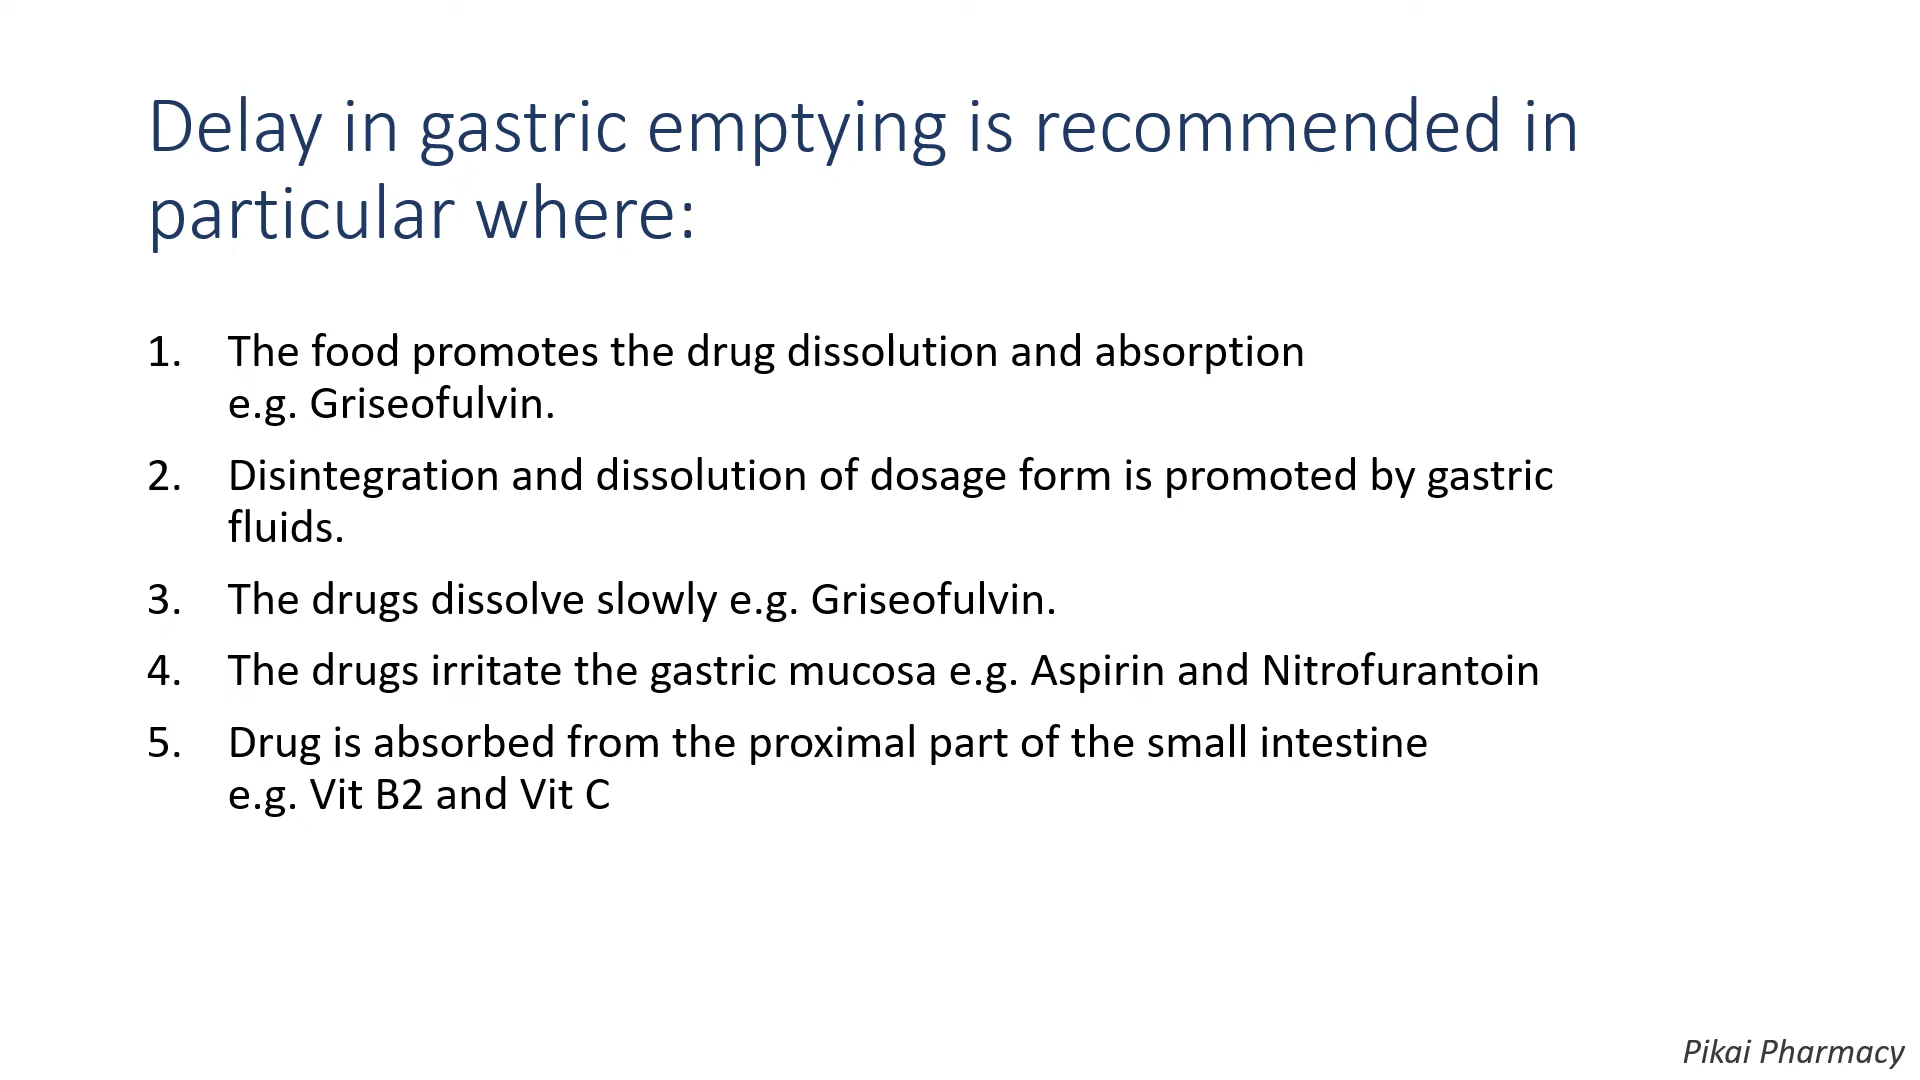 Delay in gastric emptying is recommended in
particular where:
1. The food promotes the drug dissolution and absorption
e.g. Griseofulvin.
2. Disintegration and dissolution of dosage form is promoted by gastric
fluids.
3. The drugs dissolve slowly e.g. Griseofulvin.
4. The drugs irritate the gastric mucosa e.g. Aspirin and Nitrofurantoin
5. Drug is absorbed from the proximal part of the small intestine
e.g. Vit B2 and Vit C
Pikai Pharmacy